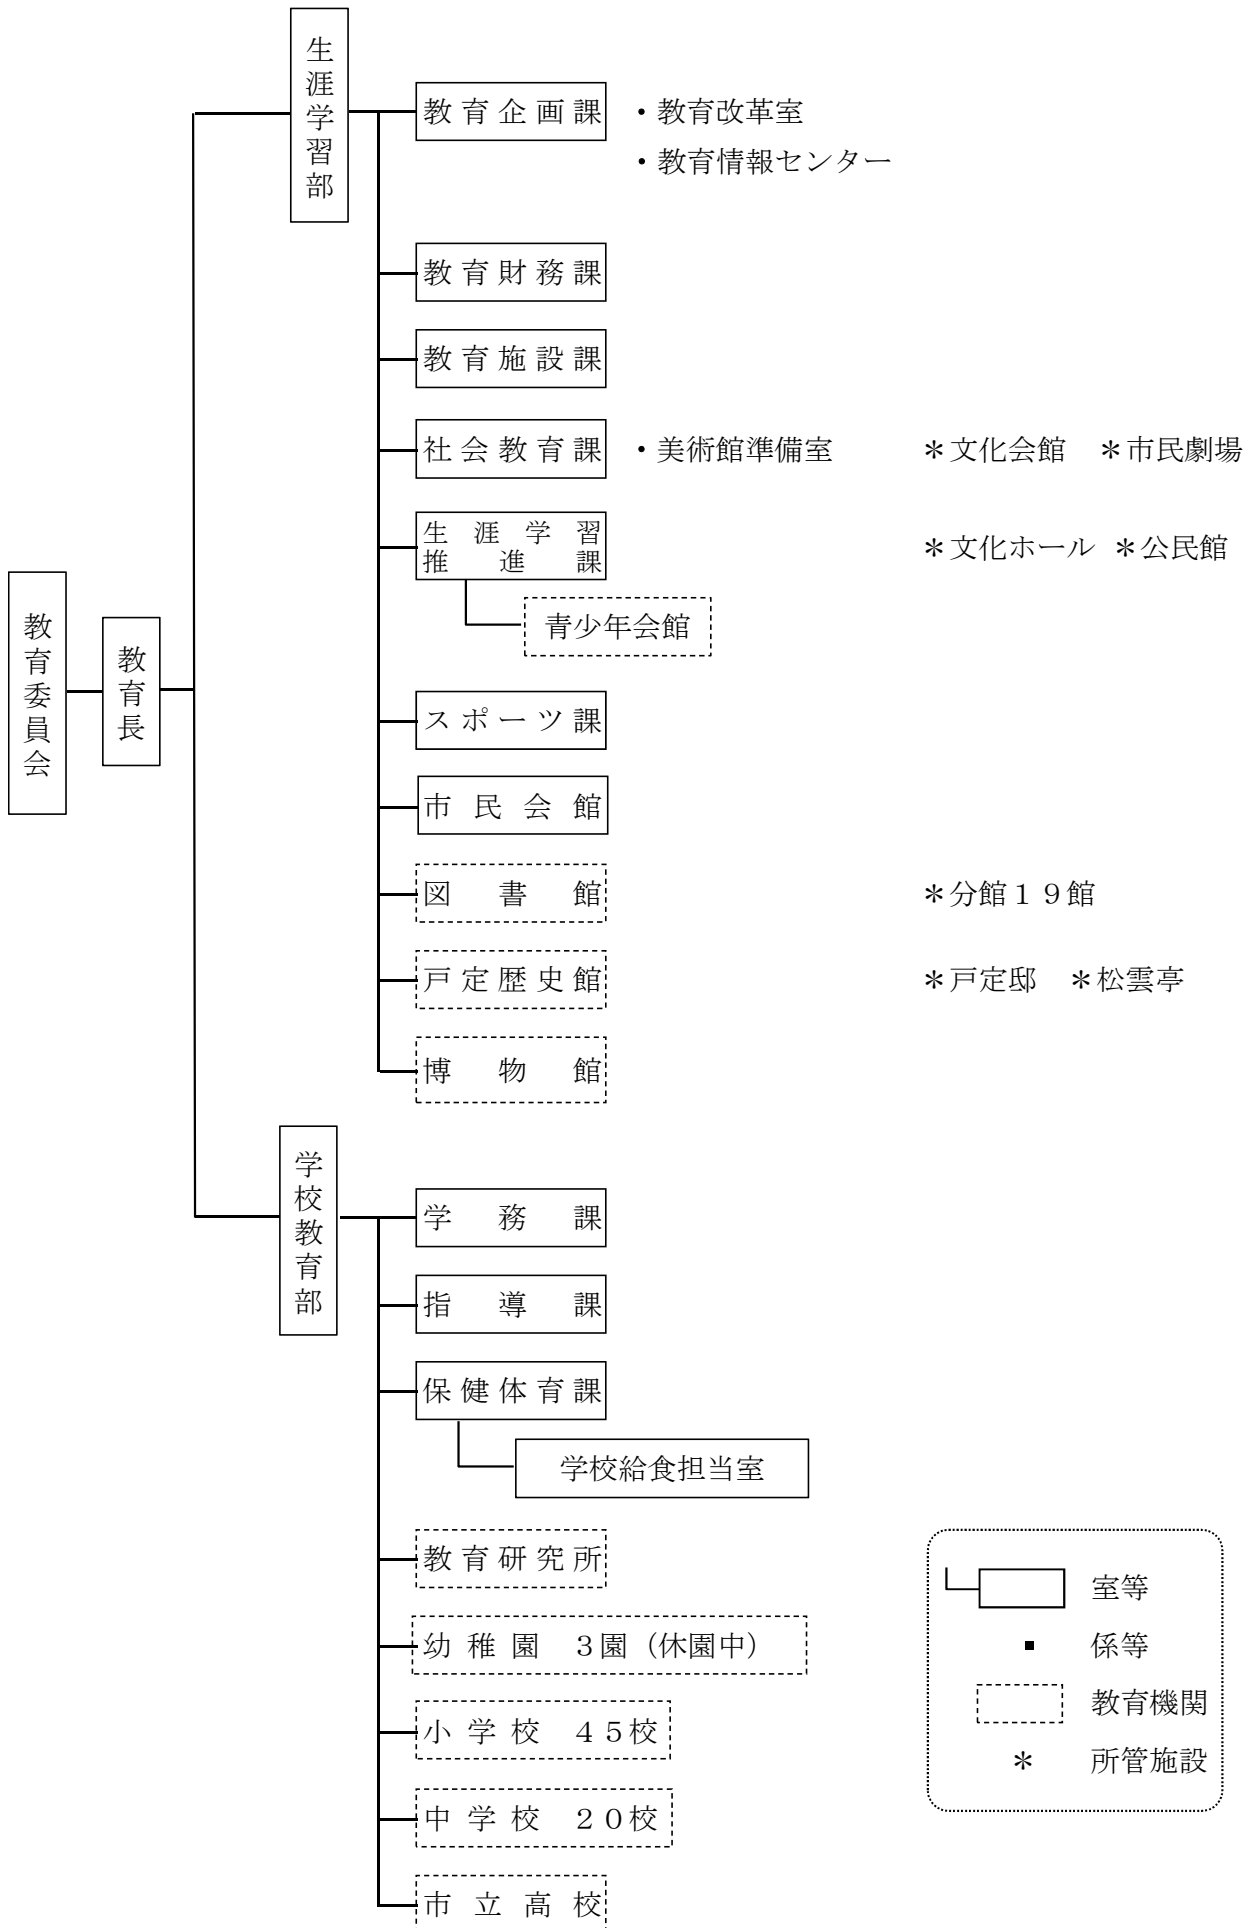 教育委員会
教育長
生涯学習部
教育企画課 ・教育改革室
・教育情報センター
教育財務課
教育施設課
社会教育課 ・美術館準備室 ＊文化会館 ＊市民劇場
生涯学習
推進課
＊文化ホール ＊公民館
青少年会館
スポーツ課
市民会館
図書館 ＊分館１９館
戸定歴史館 ＊戸定邸 ＊松雲亭
博物館
学校教育部
学務課
指導課
保健体育課
学校給食担当室
教育研究所
幼稚園 ３園（休園中）
小学校 ４５校
中学校 ２０校
市立高校
室等
▪ 係等
教育機関
＊ 所管施設